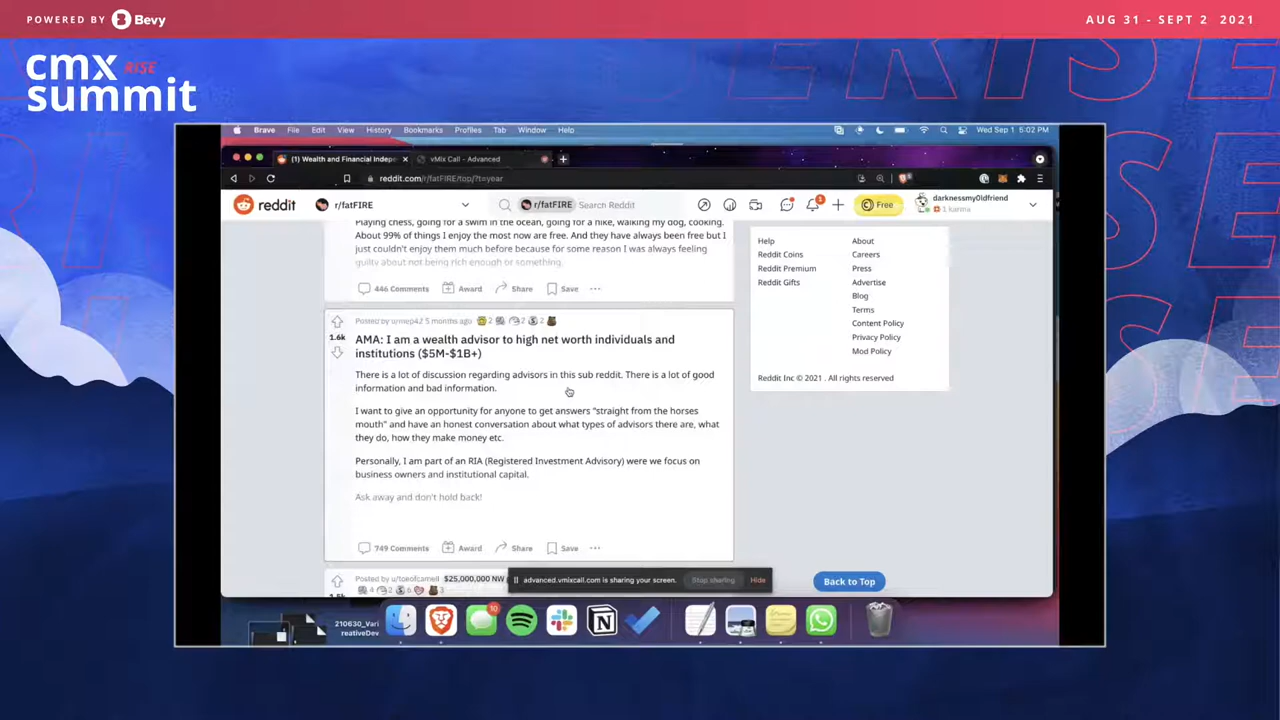 POWERED BY Bevy
AUG 31 - SEPT 2 2021
cmx RISE
summit
RISE
Brave File Edit View History Bookmarks Profiles Tab Window Help
Wed Sep 1 5:02 PM
(1) Wealth and Financial Indepe
vMix Call - Advanced
reddit.com/r/fatFIRE/top/?t=year
reddit
r/fatFIRE
r/fatFIRE Search Reddit
1
Free
darknessmy0ldfriend
1 karma
Playing chess, going for a swim in the ocean, going for a hike, walking my dog, cooking.
About 99% of things I enjoy the most now are free. And they have always been free but I
just couldn't enjoy them much before because for some reason I was always feeling
guilty about not being rich enough or something.
446 Comments Award Share Save ...
Help About
Reddit Coins Careers
Reddit Premium Press
Reddit Gifts Advertise
Blog
Terms
Content Policy
Privacy Policy
Mod Policy
Reddit Inc © 2021 . All rights reserved
5 months ago
1.6k
AMA: I am a wealth advisor to high net worth individuals and
institutions ($5M-$1B+)
There is a lot of discussion regarding advisors in this sub reddit. There is a lot of good
information and bad information.
I want to give an opportunity for anyone to get answers "straight from the horses
mouth" and have an honest conversation about what types of advisors there are, what
they do, how they make money etc.
Personally, I am part of an RIA (Registered Investment Advisory) were we focus on
business owners and institutional capital.
Ask away and don't hold back!
749 Comments Award Share Save ...
Posted by u/toeofcamell $25,000,000 NW
advanced.vmixcall.com is sharing your screen. Stop sharing Hide
Back to Top
210630_Vari
reativeDev
10